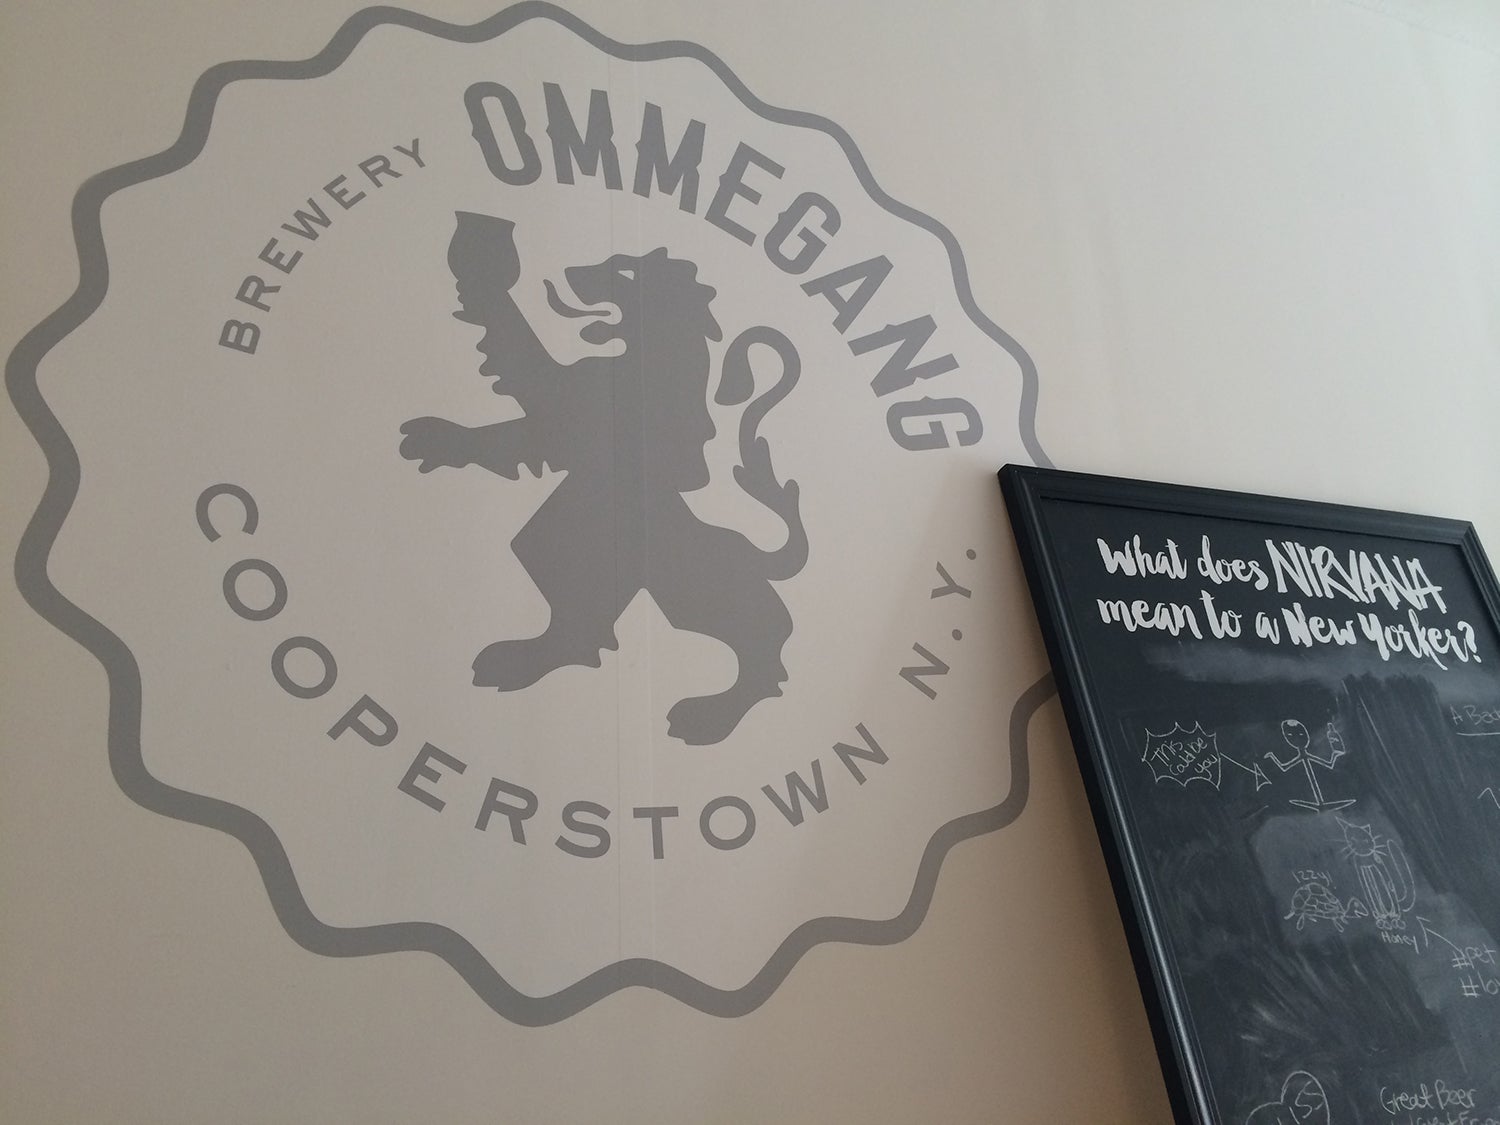 BREWERY OMMEGANG
COOPERSTOWN N.Y.
What does NIRVANA
mean to a New Yorker?
This
could be
you
Izzy!
Honey
Great Beer